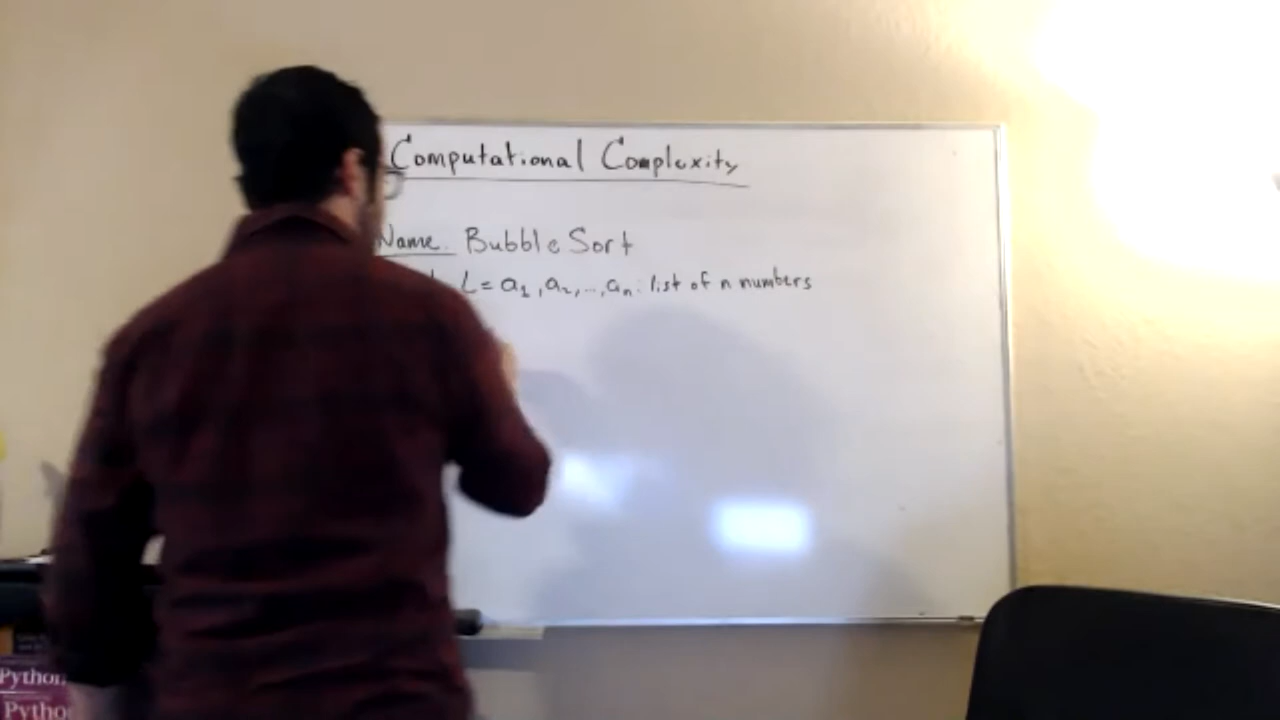 Computational Complexity
Name. Bubble Sort
L = a₁, a₂, ..., aₙ : list of n numbers
Python
Python